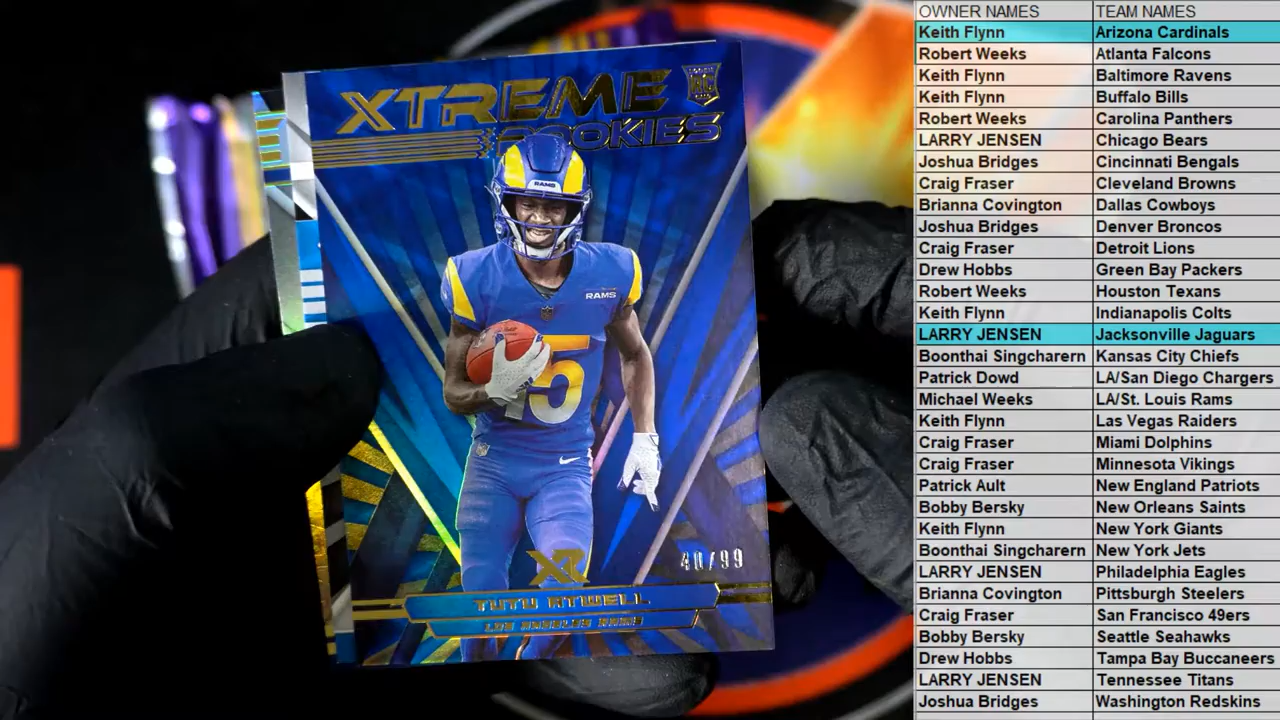 XTREME
ROOKIES
RC
RAMS
RAMS
15
40/99
XR
TUTU ATWELL
LOS ANGELES RAMS
OWNER NAMES TEAM NAMES
Keith Flynn Arizona Cardinals
Robert Weeks Atlanta Falcons
Keith Flynn Baltimore Ravens
Keith Flynn Buffalo Bills
Robert Weeks Carolina Panthers
LARRY JENSEN Chicago Bears
Joshua Bridges Cincinnati Bengals
Craig Fraser Cleveland Browns
Brianna Covington Dallas Cowboys
Joshua Bridges Denver Broncos
Craig Fraser Detroit Lions
Drew Hobbs Green Bay Packers
Robert Weeks Houston Texans
Keith Flynn Indianapolis Colts
LARRY JENSEN Jacksonville Jaguars
Boonthai Singcharern Kansas City Chiefs
Patrick Dowd LA/San Diego Chargers
Michael Weeks LA/St. Louis Rams
Keith Flynn Las Vegas Raiders
Craig Fraser Miami Dolphins
Craig Fraser Minnesota Vikings
Patrick Ault New England Patriots
Bobby Bersky New Orleans Saints
Keith Flynn New York Giants
Boonthai Singcharern New York Jets
LARRY JENSEN Philadelphia Eagles
Brianna Covington Pittsburgh Steelers
Craig Fraser San Francisco 49ers
Bobby Bersky Seattle Seahawks
Drew Hobbs Tampa Bay Buccaneers
LARRY JENSEN Tennessee Titans
Joshua Bridges Washington Redskins